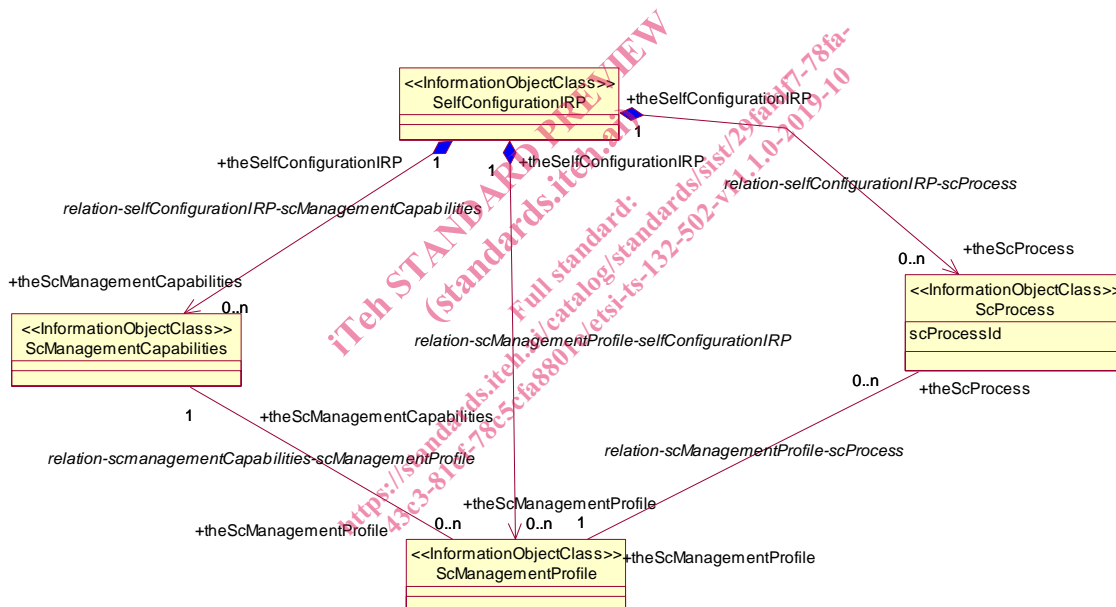 <<InformationObjectClass>>
SelfConfigurationIRP
+theSelfConfigurationIRP
1
+theSelfConfigurationIRP
1
1
+theSelfConfigurationIRP
relation-selfConfigurationIRP-scProcess
relation-selfConfigurationIRP-scManagementCapabilities
+theScProcess
0..n
+theScManagementCapabilities
0..n
<<InformationObjectClass>>
ScProcess
scProcessId
<<InformationObjectClass>>
ScManagementCapabilities
relation-scManagementProfile-selfConfigurationIRP
0..n
+theScProcess
1
+theScManagementCapabilities
relation-scmanagementCapabilities-scManagementProfile
relation-scManagementProfile-scProcess
+theScManagementProfile
0..n
0..n
1
+theScManagementProfile
+theScManagementProfile
<<InformationObjectClass>>
ScManagementProfile
iTeh STANDARD PREVIEW
(standards.iteh.ai)
Full standard: